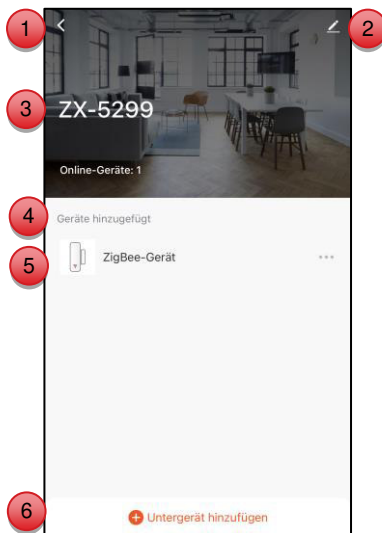 1
2
3
ZX-5299
Online-Geräte: 1
4
Geräte hinzugefügt
5
ZigBee-Gerät
6
Untergerät hinzufügen